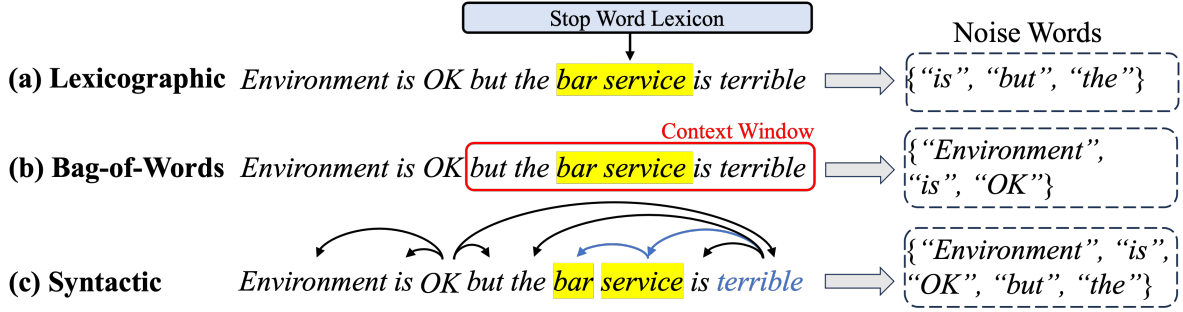 Stop Word Lexicon
Noise Words
(a) Lexicographic Environment is OK but the bar service is terrible {“is”, “but”, “the”}
Context Window
(b) Bag-of-Words Environment is OK but the bar service is terrible {“Environment”,
“is”, “OK”}
(c) Syntactic Environment is OK but the bar service is terrible {“Environment”, “is”,
“OK”, “but”, “the”}